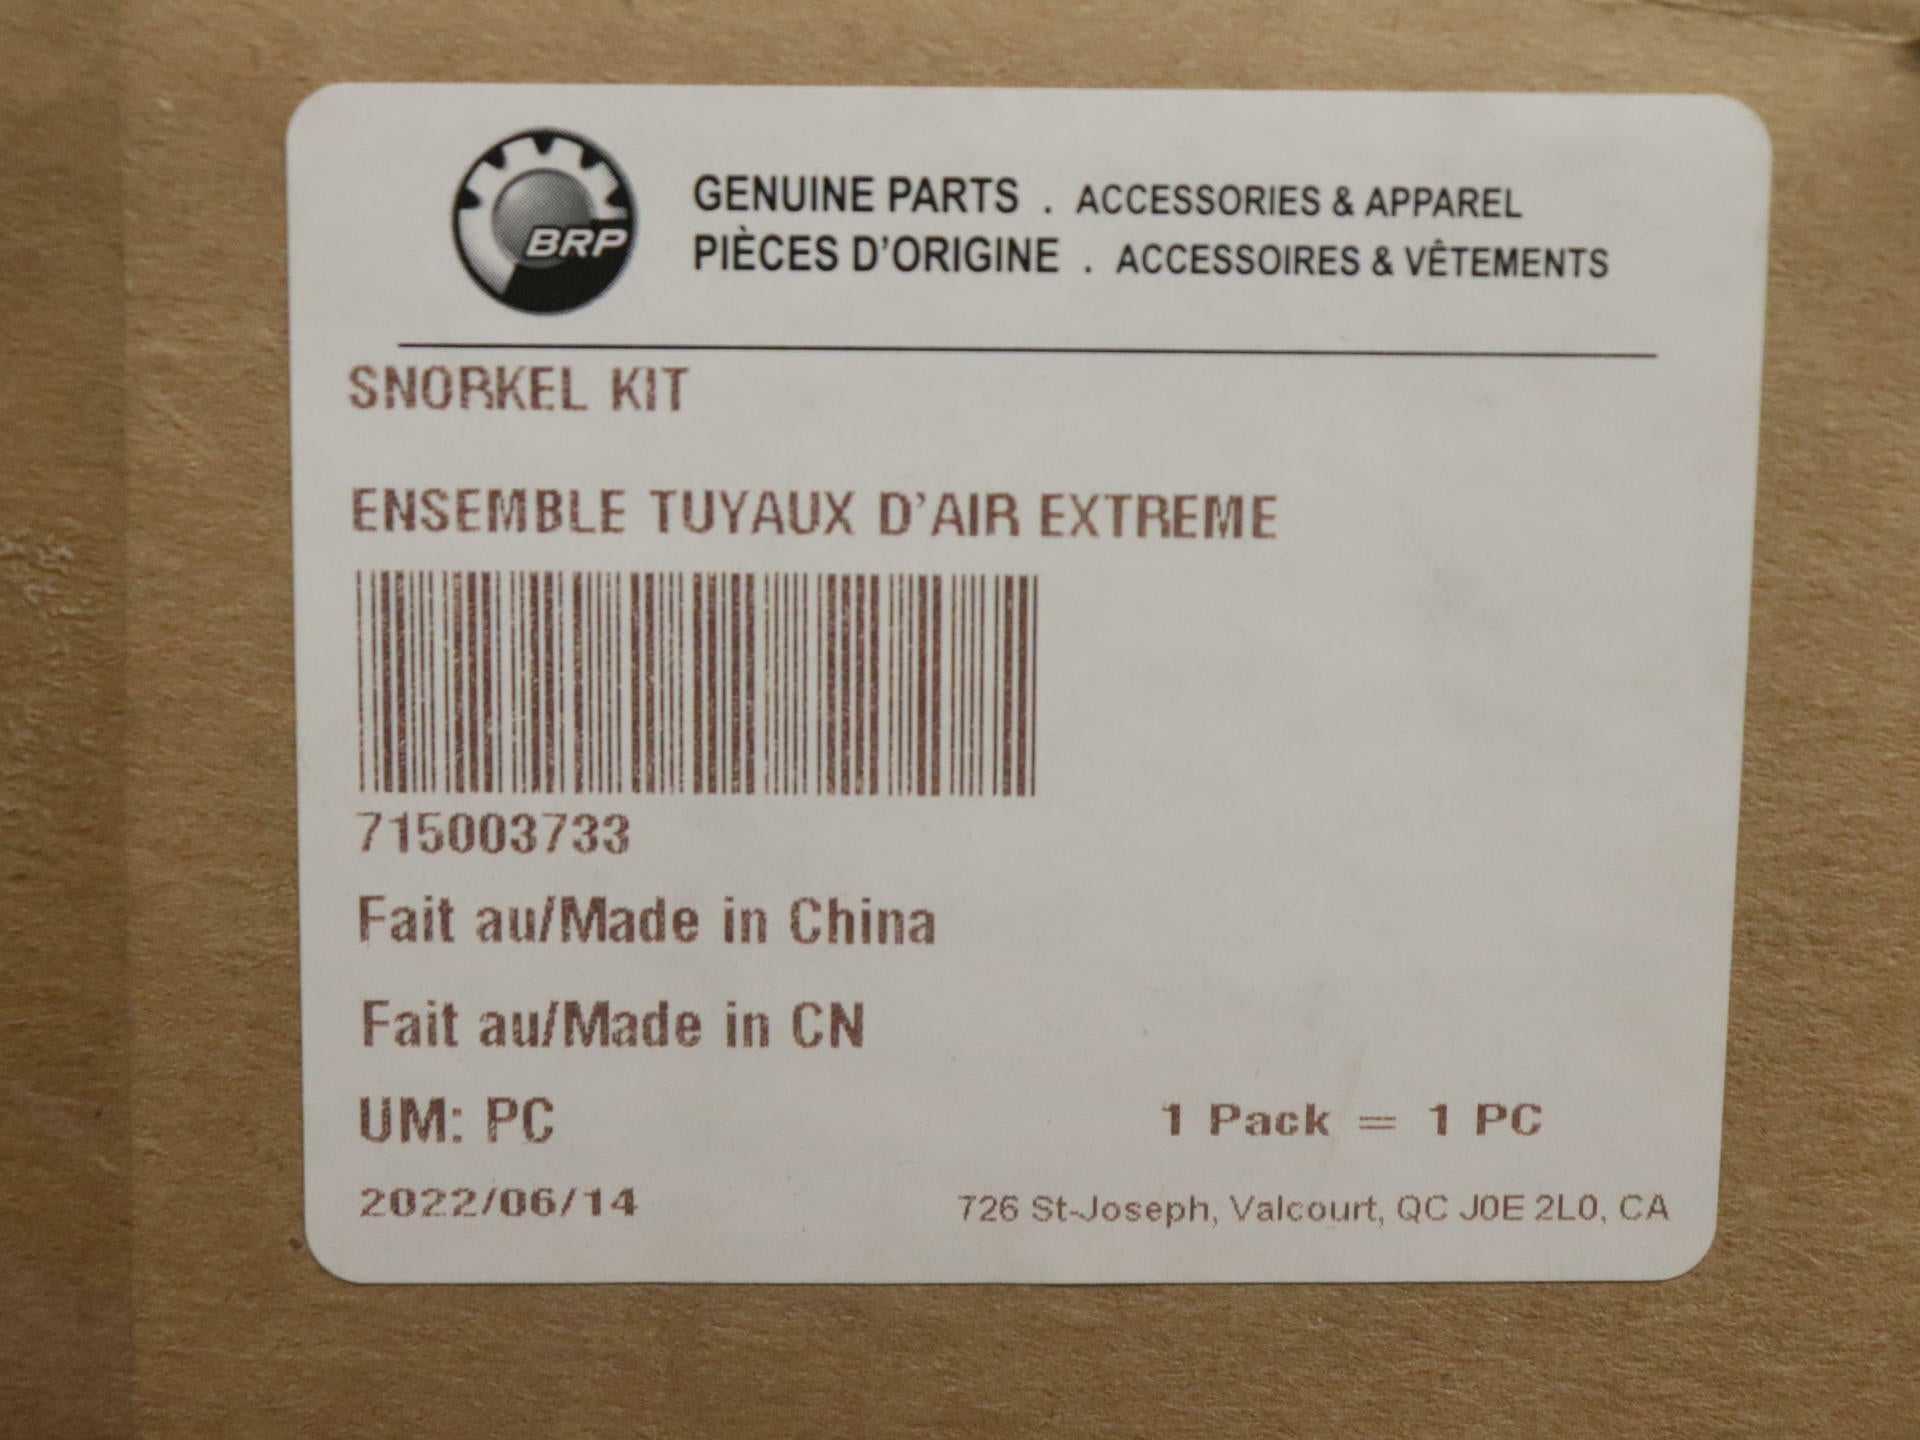 BRP
GENUINE PARTS . ACCESSORIES & APPAREL
PIÈCES D'ORIGINE . ACCESSOIRES & VÊTEMENTS
SNORKEL KIT
ENSEMBLE TUYAUX D'AIR EXTREME
715003733
Fait au/Made in China
Fait au/Made in CN
UM: PC 1 Pack = 1 PC
2022/06/14 726 St-Joseph, Valcourt, QC J0E 2L0, CA